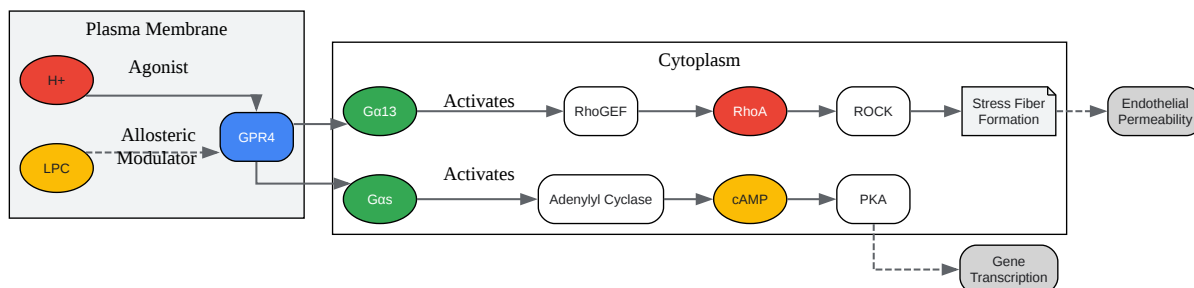 Plasma Membrane
H+
Agonist
Allosteric
Modulator
LPC
GPR4
Cytoplasm
Gα13
Activates
RhoGEF
RhoA
ROCK
Stress Fiber
Formation
Endothelial
Permeability
Gαs
Activates
Adenylyl Cyclase
cAMP
PKA
Gene
Transcription